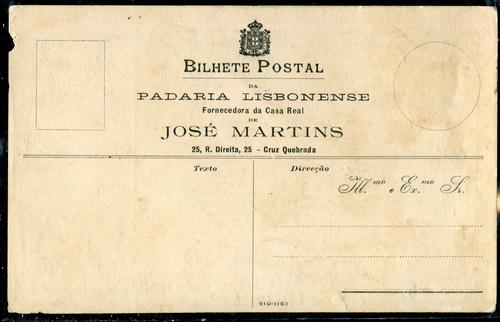 BILHETE POSTAL
DA
PADARIA LISBONENSE
Fornecedora da Casa Real
DE
JOSÉ MARTINS
25, R. Direita, 25 – Cruz Quebrada
Texto
Direcção
Ill.mo e Ex.mo Sr.
910-1162